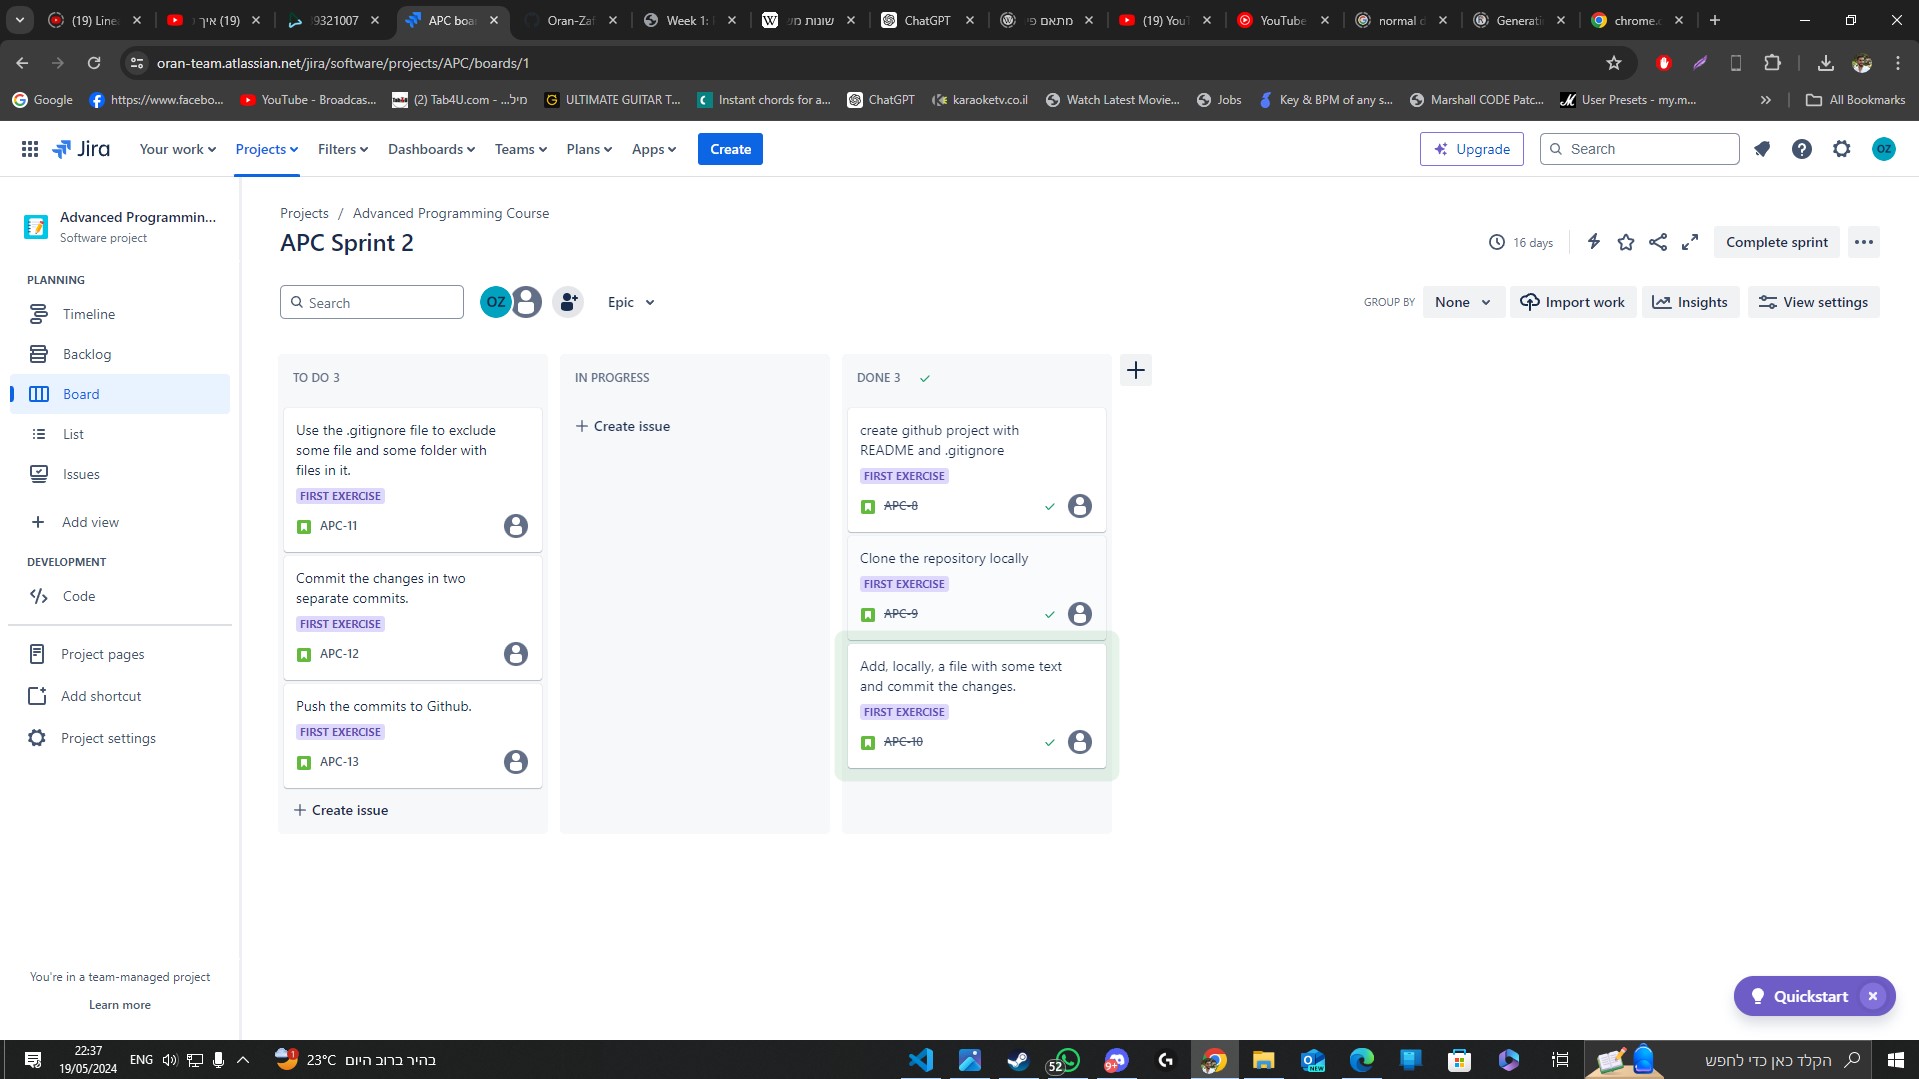 (19) Linea
(19) איך
39321007
APC boar
Oran-Zaf
Week 1:
שונות מש
ChatGPT
מתאם פי
(19) YouT
YouTube
normal d
Generati
chrome.c
oran-team.atlassian.net/jira/software/projects/APC/boards/1
Google
https://www.facebo...
YouTube - Broadcas...
(2) Tab4U.com - ...מיל
ULTIMATE GUITAR T...
Instant chords for a...
ChatGPT
karaoketv.co.il
Watch Latest Movie...
Jobs
Key & BPM of any s...
Marshall CODE Patc...
User Presets - my.m...
All Bookmarks
Jira
Your work
Projects
Filters
Dashboards
Teams
Plans
Apps
Create
Upgrade
Search
OZ
Advanced Programmin...
Software project
PLANNING
Timeline
Backlog
Board
List
Issues
Add view
DEVELOPMENT
Code
Project pages
Add shortcut
Project settings
You're in a team-managed project
Learn more
Projects / Advanced Programming Course
APC Sprint 2
16 days
Complete sprint
Search
OZ
Epic
GROUP BY
None
Import work
Insights
View settings
TO DO 3
Use the .gitignore file to exclude
some file and some folder with
files in it.
FIRST EXERCISE
APC-11
Commit the changes in two
separate commits.
FIRST EXERCISE
APC-12
Push the commits to Github.
FIRST EXERCISE
APC-13
Create issue
IN PROGRESS
Create issue
DONE 3
create github project with
README and .gitignore
FIRST EXERCISE
APC-8
Clone the repository locally
FIRST EXERCISE
APC-9
Add, locally, a file with some text
and commit the changes.
FIRST EXERCISE
APC-10
Quickstart
22:37
19/05/2024
ENG
1
23°C
בהיר ברוב היום
52
9+
NEW
הקלד כאן כדי לחפש